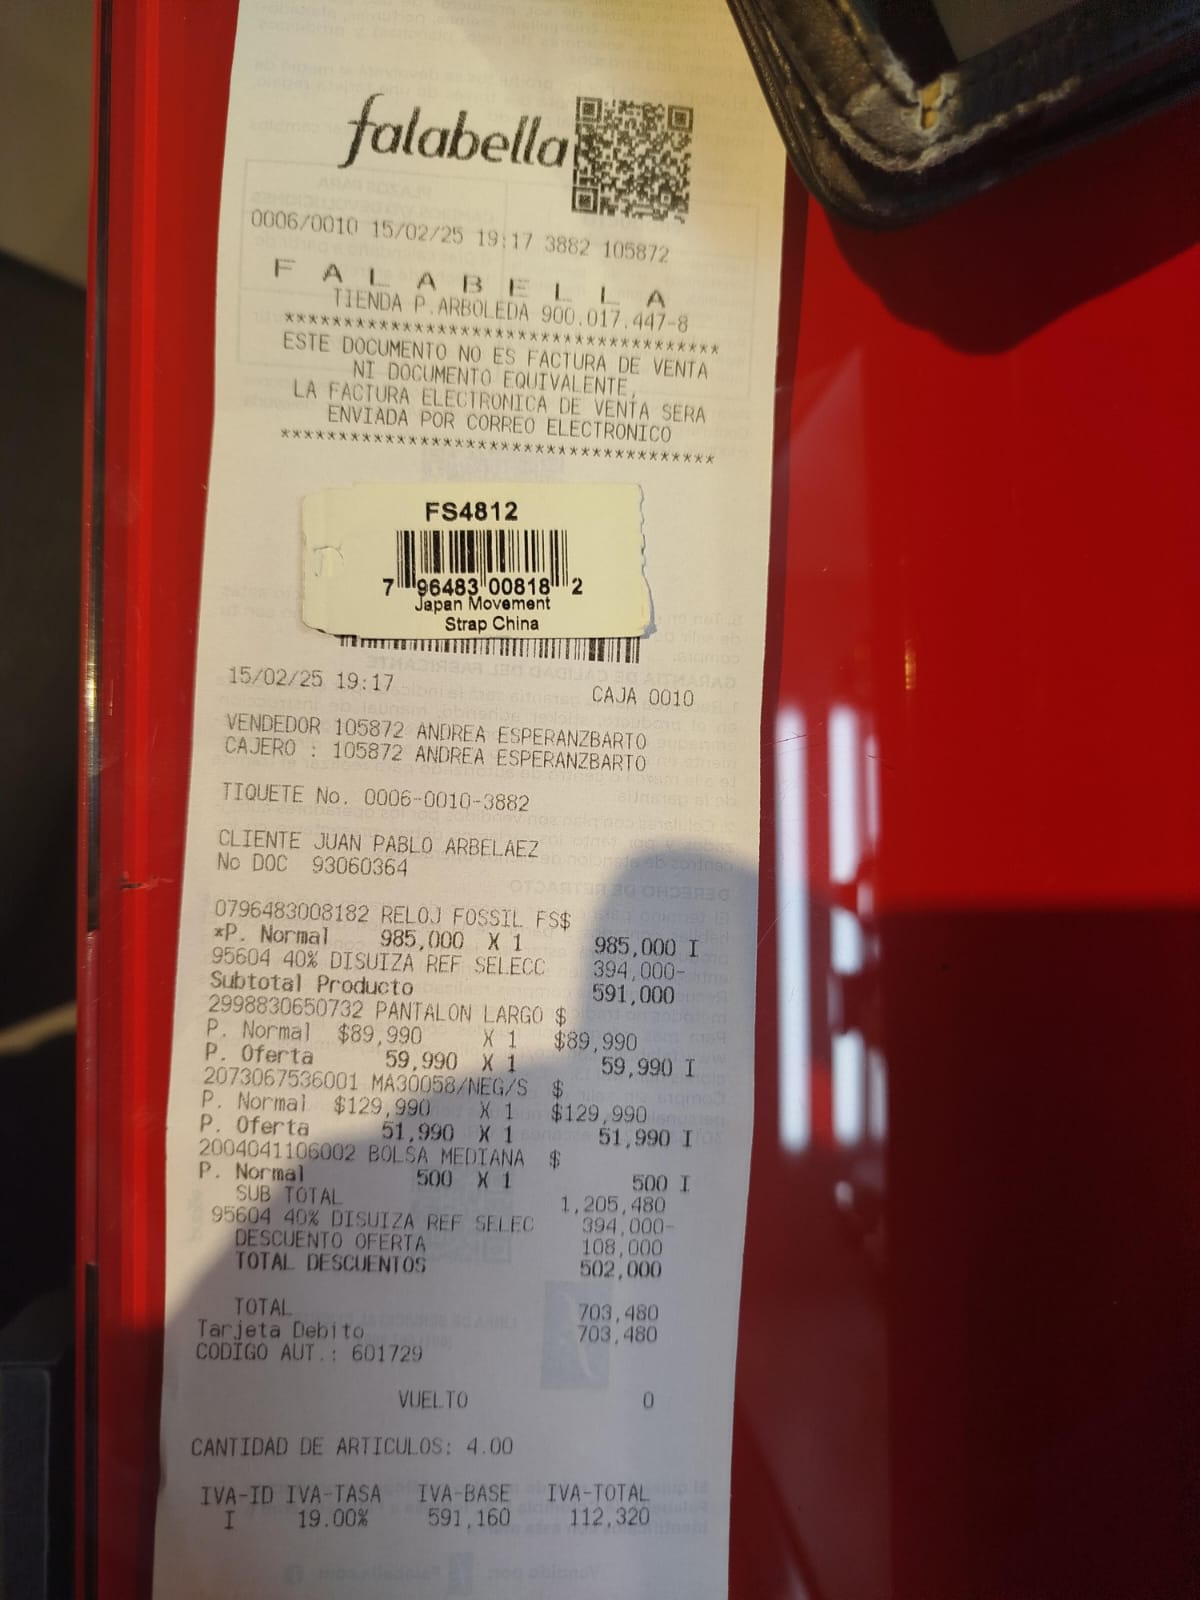 falabella
0006/0010 15/02/25 19:17 3882 105872
F A L A B E L L A
TIENDA P.ARBOLEDA 900.017.447-8
************************************
ESTE DOCUMENTO NO ES FACTURA DE VENTA
NI DOCUMENTO EQUIVALENTE,
LA FACTURA ELECTRONICA DE VENTA SERA
ENVIADA POR CORREO ELECTRONICO
************************************
FS4812
7 96483 00818 2
Japan Movement
Strap China
15/02/25 19:17 CAJA 0010
VENDEDOR 105872 ANDREA ESPERANZBARTO
CAJERO : 105872 ANDREA ESPERANZBARTO
TIQUETE No. 0006-0010-3882
CLIENTE JUAN PABLO ARBELAEZ
No DOC 93060364
0796483008182 RELOJ FOSSIL FS$
*P. Normal 985,000 X 1 985,000 I
95604 40% DISUIZA REF SELECC 394,000-
Subtotal Producto 591,000
2998830650732 PANTALON LARGO $
P. Normal $89,990 X 1 $89,990
P. Oferta 59,990 X 1 59,990 I
2073067536001 MA30058/NEG/S $
P. Normal $129,990 X 1 $129,990
P. Oferta 51,990 X 1 51,990 I
2004041106002 BOLSA MEDIANA $
P. Normal 500 X 1 500 I
SUB TOTAL 1,205,480
95604 40% DISUIZA REF SELEC 394,000-
DESCUENTO OFERTA 108,000
TOTAL DESCUENTOS 502,000
TOTAL 703,480
Tarjeta Debito 703,480
CODIGO AUT.: 601729
VUELTO 0
CANTIDAD DE ARTICULOS: 4.00
IVA-ID IVA-TASA IVA-BASE IVA-TOTAL
I 19.00% 591,160 112,320